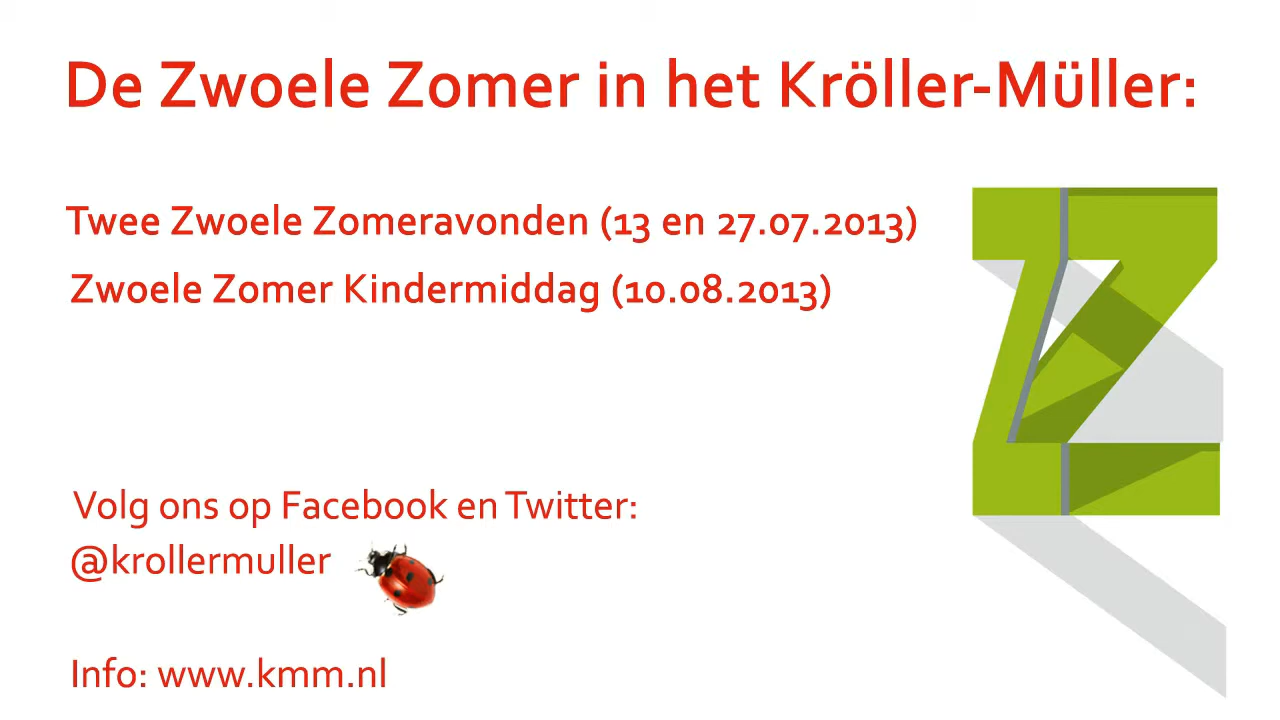 De Zwoele Zomer in het Kröller-Müller:
Twee Zwoele Zomeravonden (13 en 27.07.2013)
Zwoele Zomer Kindermiddag (10.08.2013)
Volg ons op Facebook en Twitter:
@krollermuller
Info: www.kmm.nl
Z